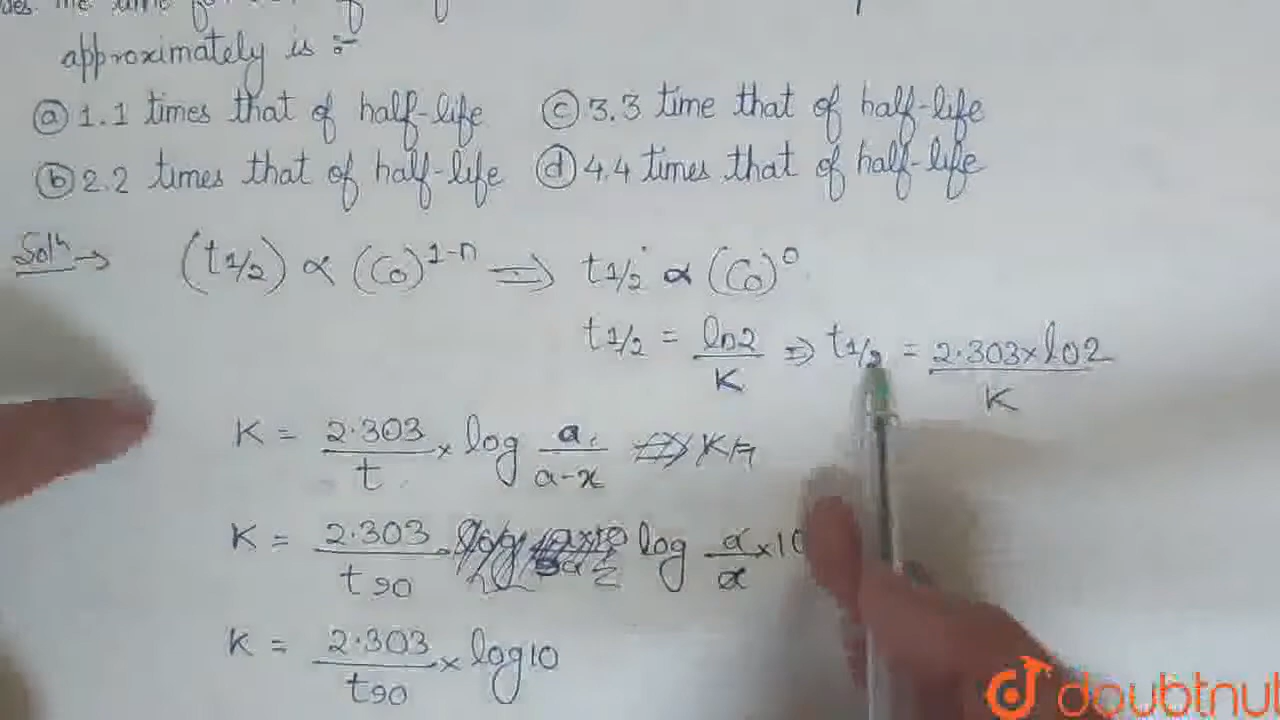 approximately is :-
ⓐ 1.1 times that of half-life ⓒ 3.3 time that of half-life
ⓑ 2.2 times that of half-life ⓓ 4.4 times that of half-life
Solⁿ → (t1/2) ∝ (C0)^1-n ⇒ t1/2 ∝ (C0)^0
t1/2 = ln2/K ⇒ t1/2 = 2.303×ln2/K
K = 2.303/t × log a/a-x
K = 2.303/t90 log a/a ×10
K = 2.303/t90 × log10
doubtnut